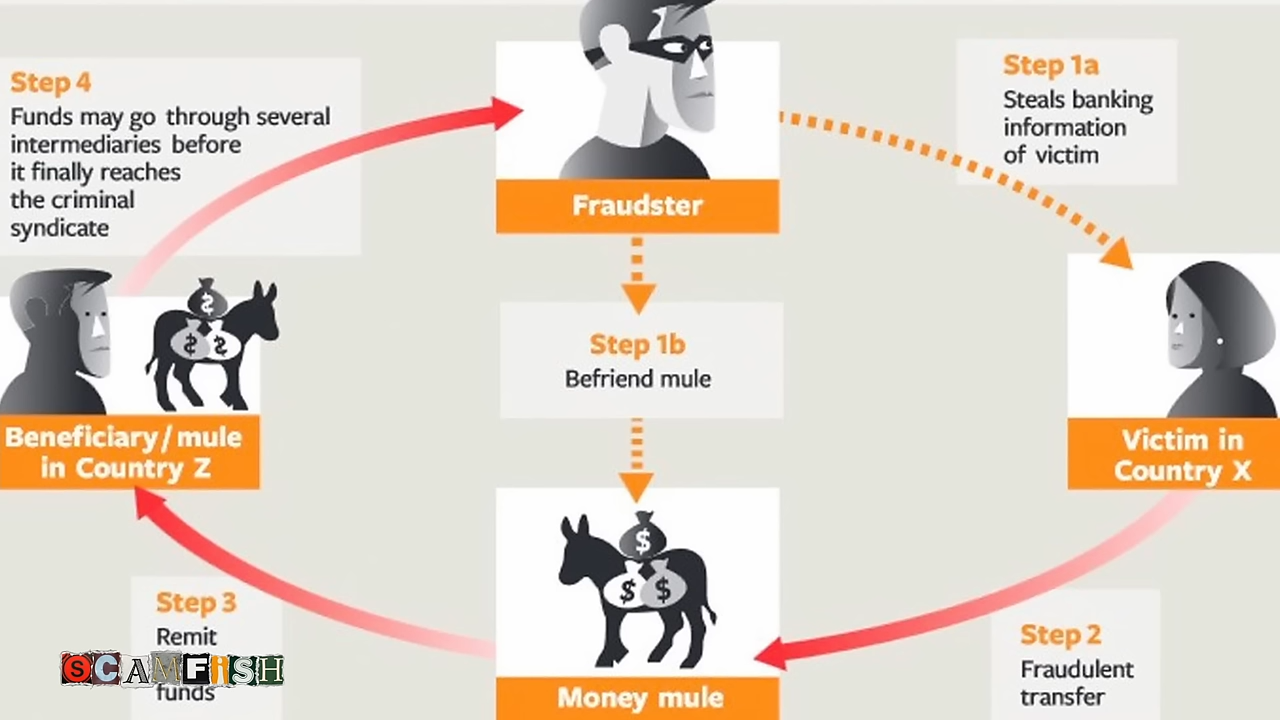 Step 4
Funds may go through several
intermediaries before
it finally reaches
the criminal
syndicate
Fraudster
Step 1a
Steals banking
information
of victim
Step 1b
Befriend mule
Beneficiary/mule
in Country Z
Victim in
Country X
Step 3
Remit
funds
SCAMFISH
$ $ $
Money mule
Step 2
Fraudulent
transfer